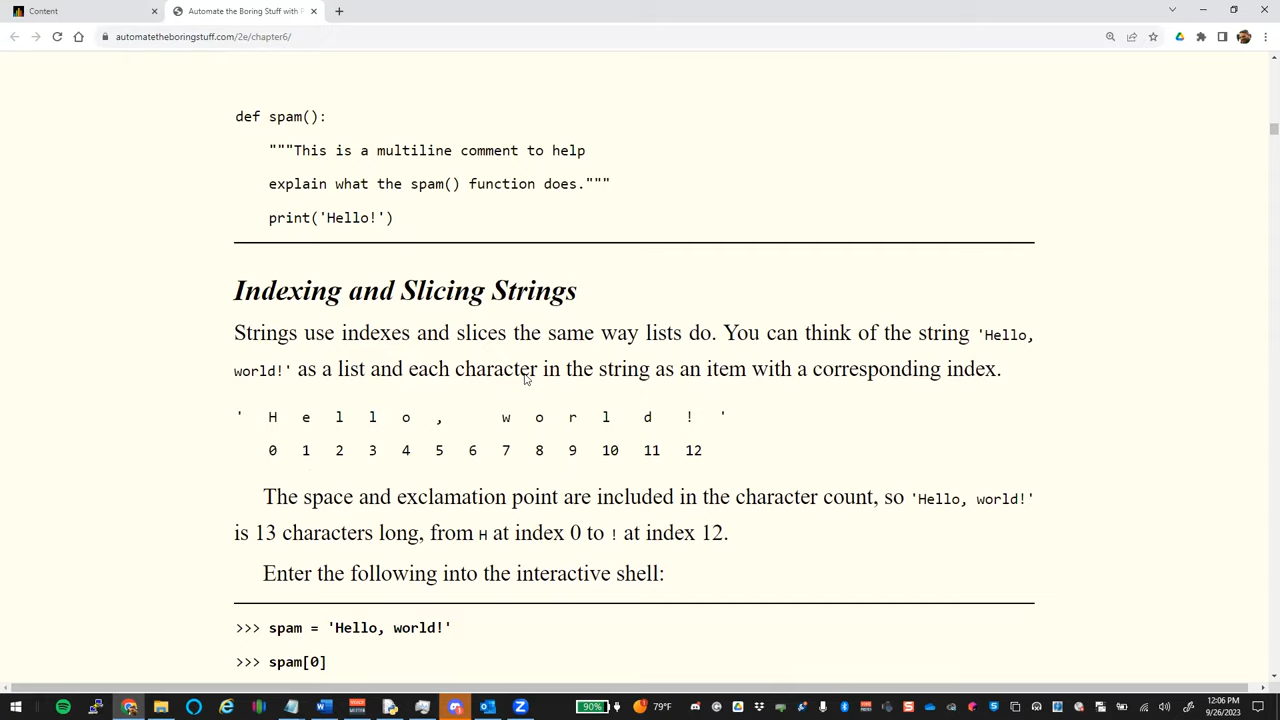 Content
Automate the Boring Stuff with P
automatetheboringstuff.com/2e/chapter6/
def spam():
"""This is a multiline comment to help
explain what the spam() function does."""
print('Hello!')
Indexing and Slicing Strings
Strings use indexes and slices the same way lists do. You can think of the string 'Hello,
world!' as a list and each character in the string as an item with a corresponding index.
' H e l l o , w o r l d ! '
0 1 2 3 4 5 6 7 8 9 10 11 12
The space and exclamation point are included in the character count, so 'Hello, world!'
is 13 characters long, from H at index 0 to ! at index 12.
Enter the following into the interactive shell:
>>> spam = 'Hello, world!'
>>> spam[0]
90% 79°F 12:06 PM
9/26/2023